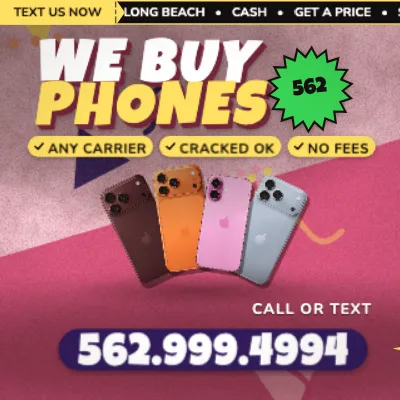 TEXT US NOW LONG BEACH • CASH • GET A PRICE •
WE BUY
PHONES
562
ANY CARRIER CRACKED OK NO FEES
CALL OR TEXT
562.999.4994